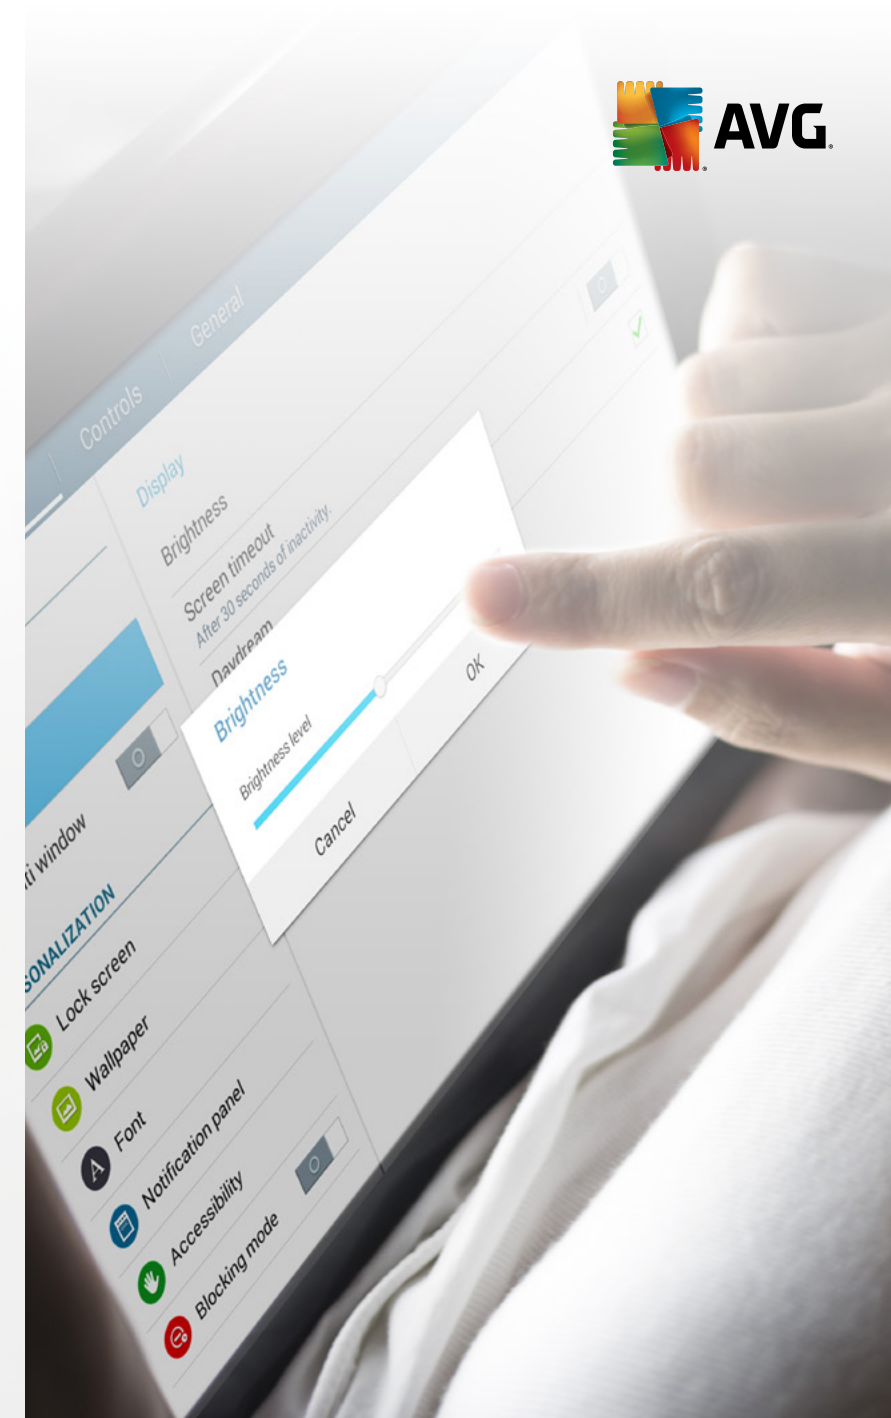 AVG
General
Controls
Display
Brightness
Screen timeout
After 30 seconds of inactivity.
Daydream
Brightness
Brightness level
Cancel
OK
ti window
SONALIZATION
Lock screen
Wallpaper
A
Font
Notification panel
Accessibility
Blocking mode